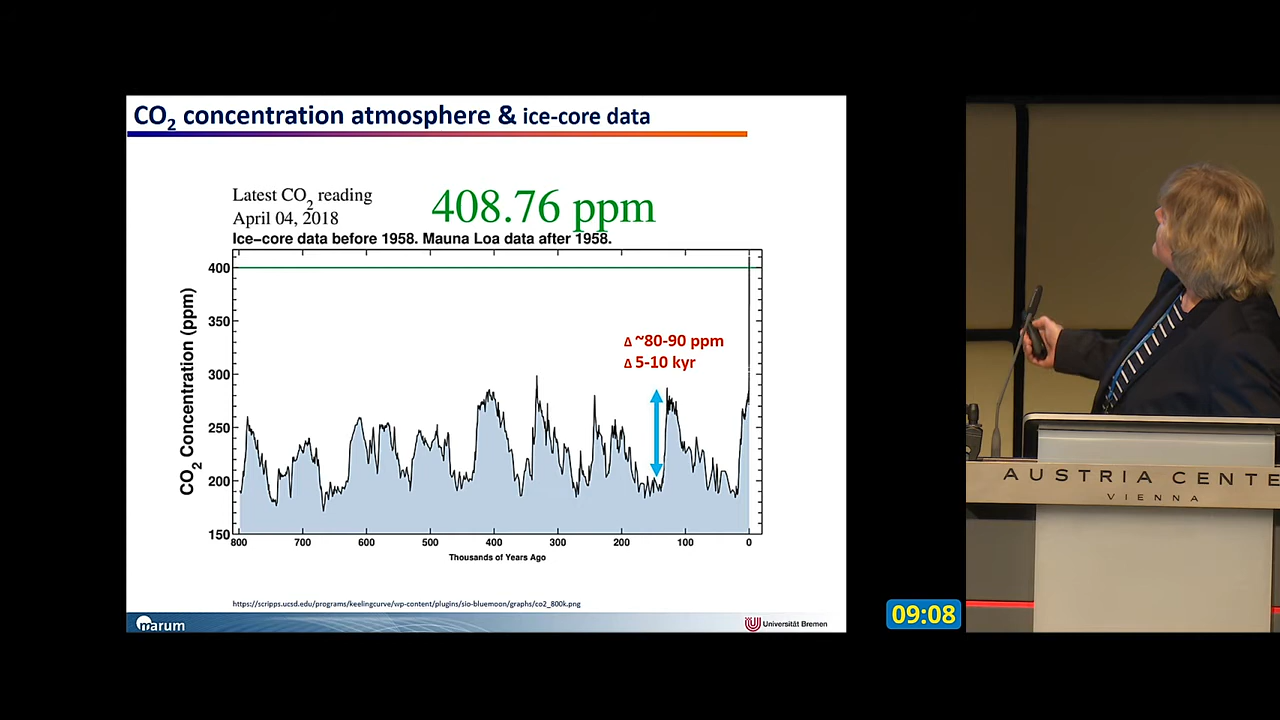 CO2 concentration atmosphere & ice-core data
Latest CO2 reading
April 04, 2018
408.76 ppm
Ice-core data before 1958. Mauna Loa data after 1958.
CO2 Concentration (ppm)
400
350
300
250
200
150
Δ ~80-90 ppm
Δ 5-10 kyr
800 700 600 500 400 300 200 100 0
Thousands of Years Ago
https://scripps.ucsd.edu/programs/keelingcurve/wp-content/plugins/sio-bluemoon/graphs/co2_800k.png
marum
Universität Bremen
09:08
AUSTRIA CENTE
VIENNA